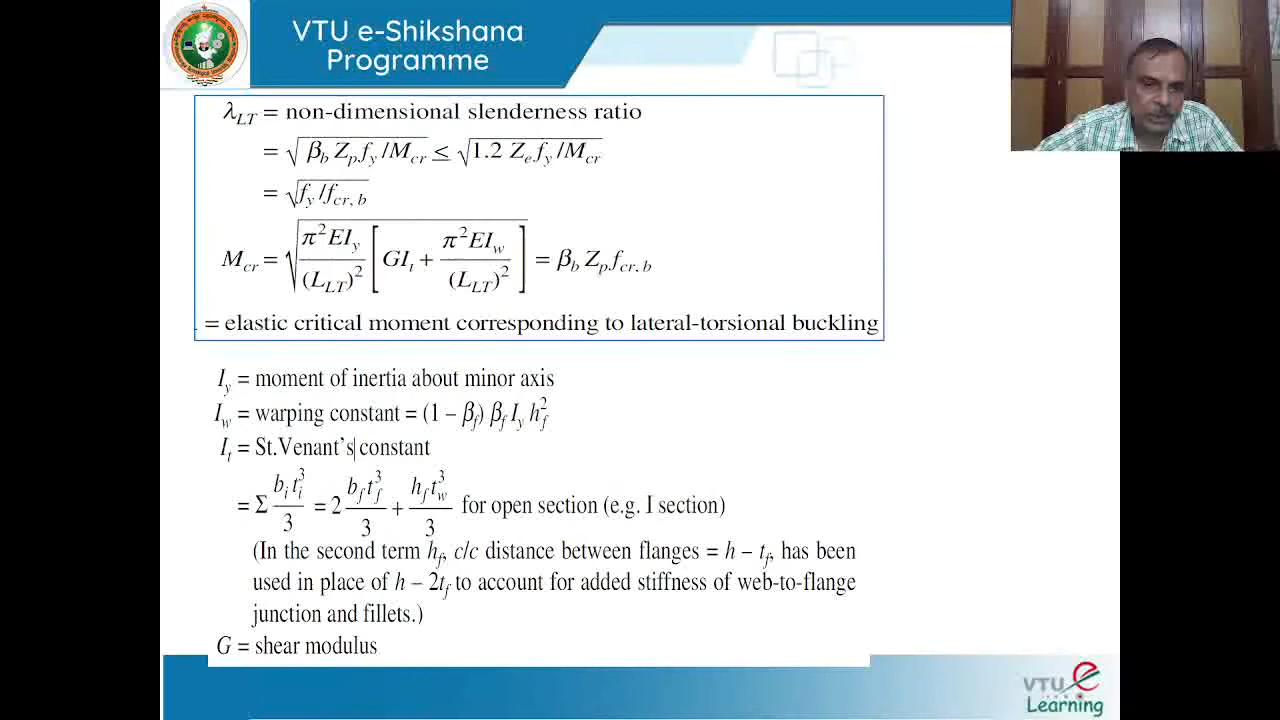 VTU e-Shikshana
Programme
λ_LT = non-dimensional slenderness ratio
= √(β_b Z_p f_y /M_cr) ≤ √(1.2 Z_e f_y /M_cr)
= √(f_y /f_cr, b)
M_cr = √(π²EI_y/(L_LT)² [GI_t + π²EI_w/(L_LT)²]) = β_b Z_p f_cr, b
= elastic critical moment corresponding to lateral-torsional buckling
I_y = moment of inertia about minor axis
I_w = warping constant = (1 – β_f) β_f I_y h_f²
I_t = St.Venant's constant
= Σ b_i t_i³/3 = 2 b_f t_f³/3 + h_f t_w³/3 for open section (e.g. I section)
(In the second term h_f, c/c distance between flanges = h – t_f, has been
used in place of h – 2t_f to account for added stiffness of web-to-flange
junction and fillets.)
G = shear modulus
VTU e
Learning